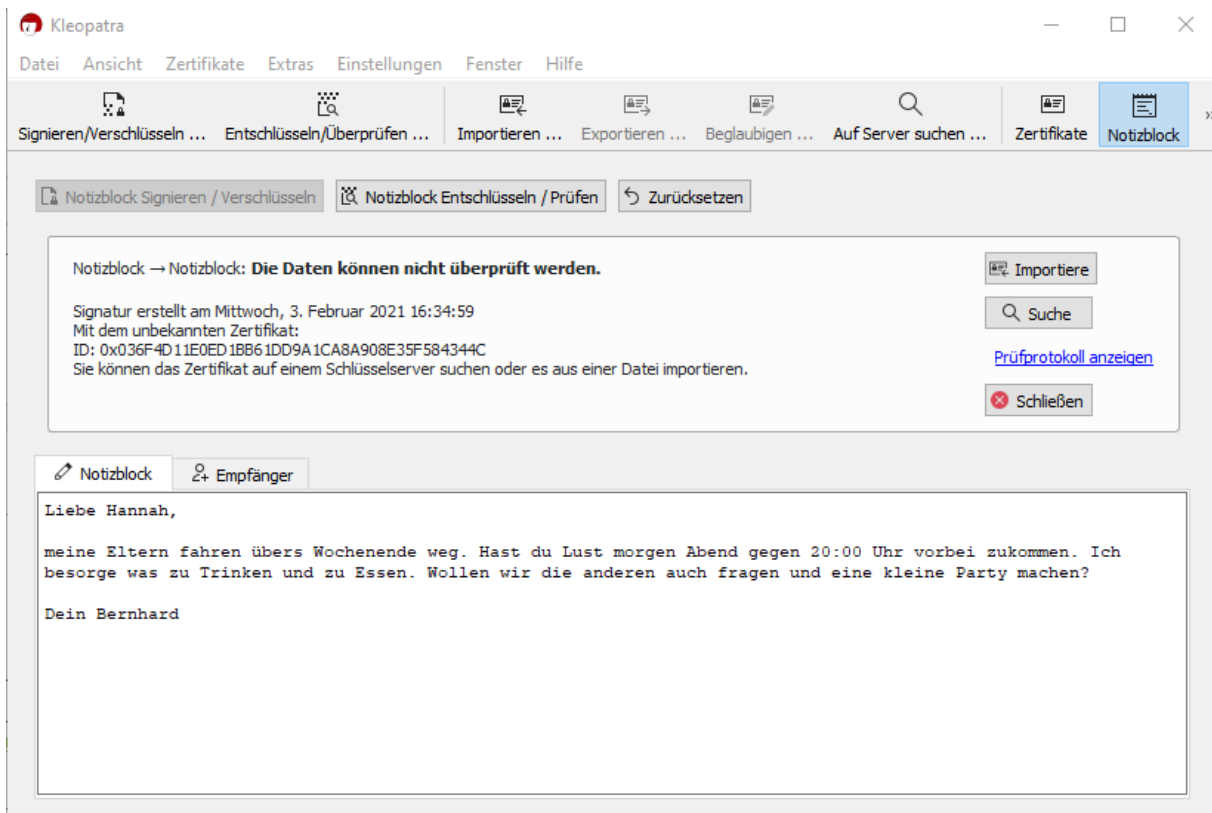 Kleopatra
Datei Ansicht Zertifikate Extras Einstellungen Fenster Hilfe
Signieren/Verschlüsseln ... Entschlüsseln/Überprüfen ... Importieren ... Exportieren ... Beglaubigen ... Auf Server suchen ... Zertifikate Notizblock
Notizblock Signieren / Verschlüsseln Notizblock Entschlüsseln / Prüfen Zurücksetzen
Notizblock → Notizblock: Die Daten können nicht überprüft werden.
Importiere
Signatur erstellt am Mittwoch, 3. Februar 2021 16:34:59
Suche
Mit dem unbekannten Zertifikat:
ID: 0x036F4D11E0ED1BB61DD9A1CA8A908E35F584344C
Prüfprotokoll anzeigen
Sie können das Zertifikat auf einem Schlüsselserver suchen oder es aus einer Datei importieren.
Schließen
Notizblock Empfänger
Liebe Hannah,
meine Eltern fahren übers Wochenende weg. Hast du Lust morgen Abend gegen 20:00 Uhr vorbei zukommen. Ich
besorge was zu Trinken und zu Essen. Wollen wir die anderen auch fragen und eine kleine Party machen?
Dein Bernhard